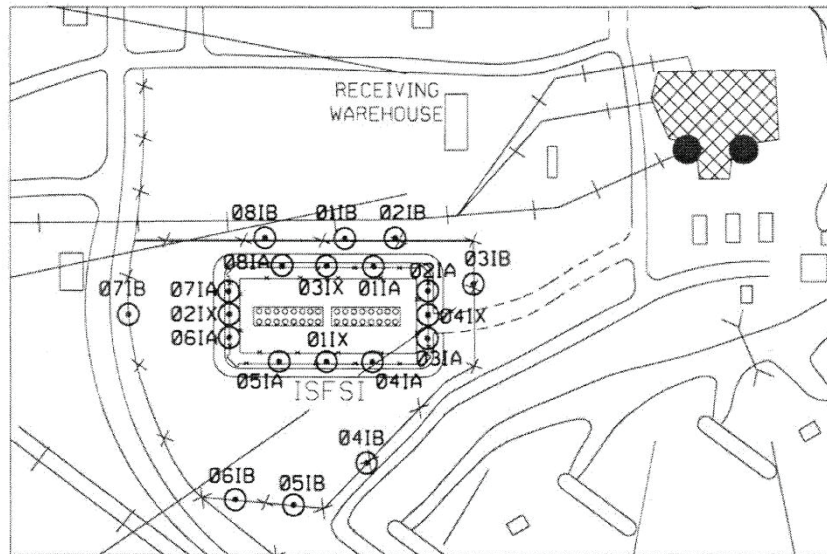 RECEIVING
WAREHOUSE
08IB
01IB
02IB
08IA
03IX
01IA
02IA
03IB
07IB
07IA
02IX
06IA
04IX
01IX
03IA
05IA
04IA
ISFSI
04IB
06IB
05IB